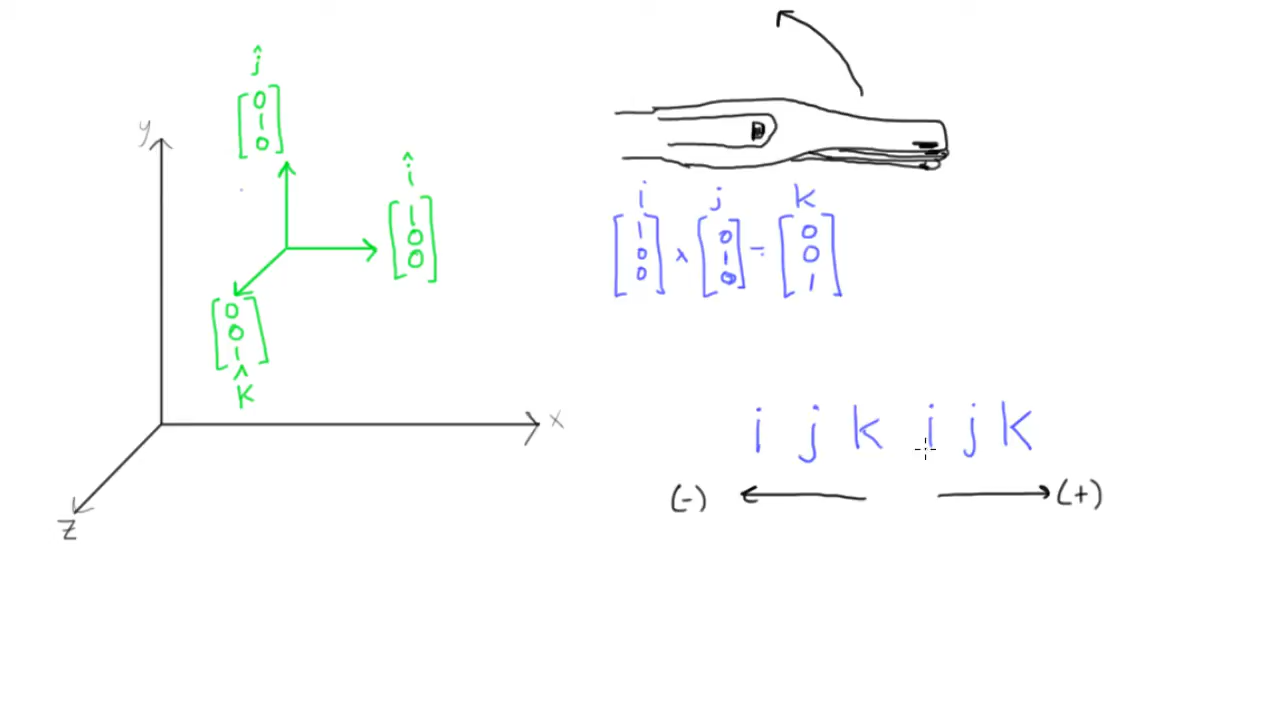 ĵ
[0
1
0]
y
î
[1
0
0]
[0
0
1]
k̂
x
z
i j k
[1 0 0] × [0 1 0] = [0 0 1]
i j k i j k
(-) (+)